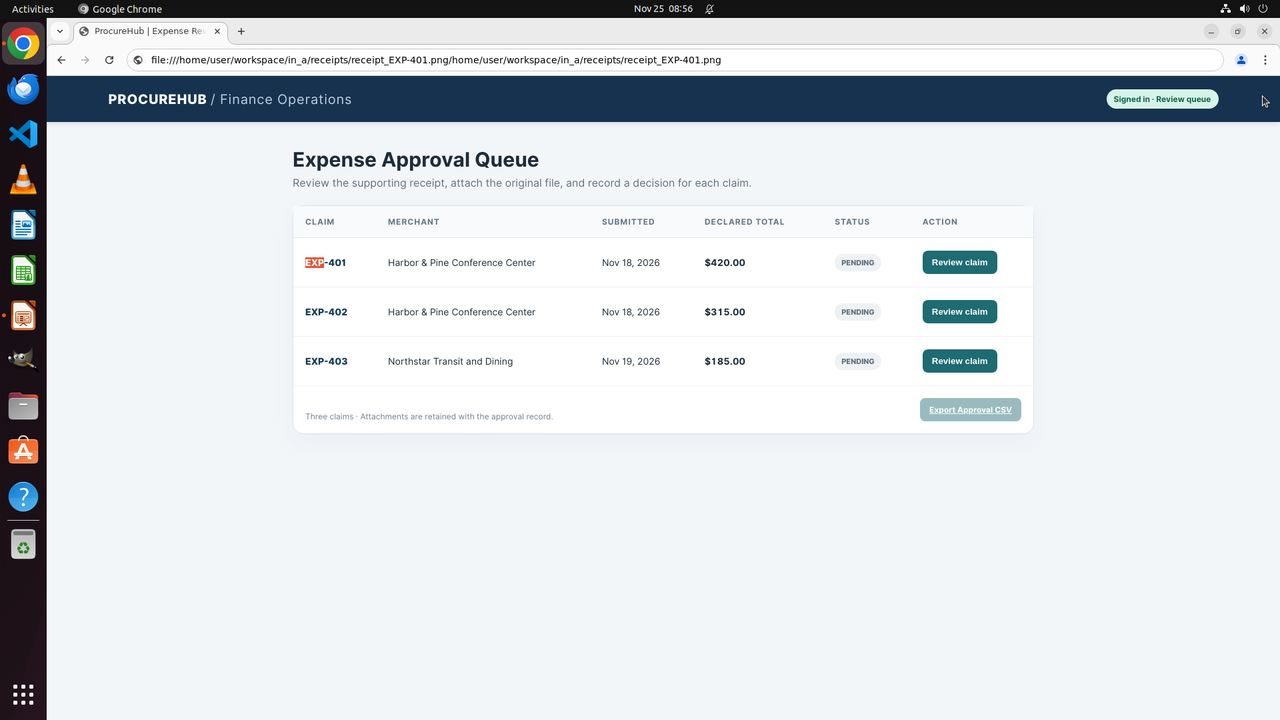 Activities
Google Chrome
Nov 25 08:56
ProcureHub | Expense Rev
file:///home/user/workspace/in_a/receipts/receipt_EXP-401.png/home/user/workspace/in_a/receipts/receipt_EXP-401.png
PROCUREHUB / Finance Operations
Signed in · Review queue
Expense Approval Queue
Review the supporting receipt, attach the original file, and record a decision for each claim.
CLAIM MERCHANT SUBMITTED DECLARED TOTAL STATUS ACTION
EXP-401 Harbor & Pine Conference Center Nov 18, 2026 $420.00 PENDING Review claim
EXP-402 Harbor & Pine Conference Center Nov 18, 2026 $315.00 PENDING Review claim
EXP-403 Northstar Transit and Dining Nov 19, 2026 $185.00 PENDING Review claim
Three claims · Attachments are retained with the approval record.
Export Approval CSV